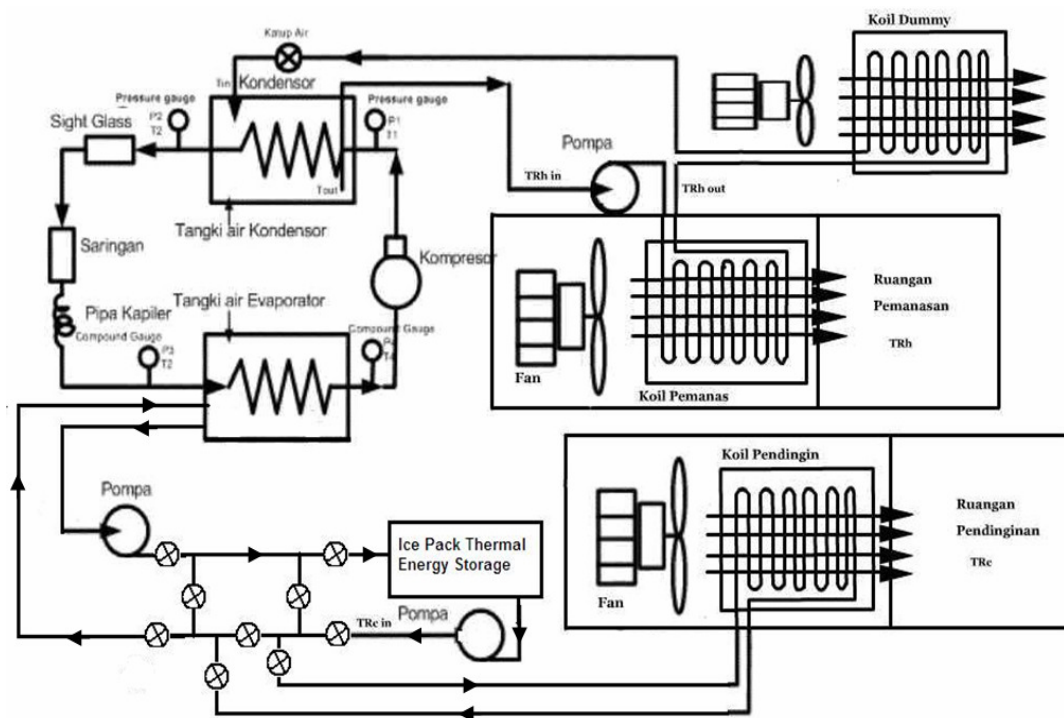 Koil Dummy
Katup Air
Tin
Kondensor
Pressure gauge
P2
T2
Pressure gauge
P1
T1
Sight Glass
Tout
Pompa
TRh in
TRh out
Tangki air Kondensor
Saringan
Kompresor
Tangki air Evaporator
Pipa Kapiler
Compound Gauge
P3
T2
Compound Gauge
Ruangan
Pemanasan
TRh
Fan
Koil Pemanas
Koil Pendingin
Ruangan
Pendinginan
TRc
Fan
Pompa
Ice Pack Thermal
Energy Storage
TRc in
Pompa